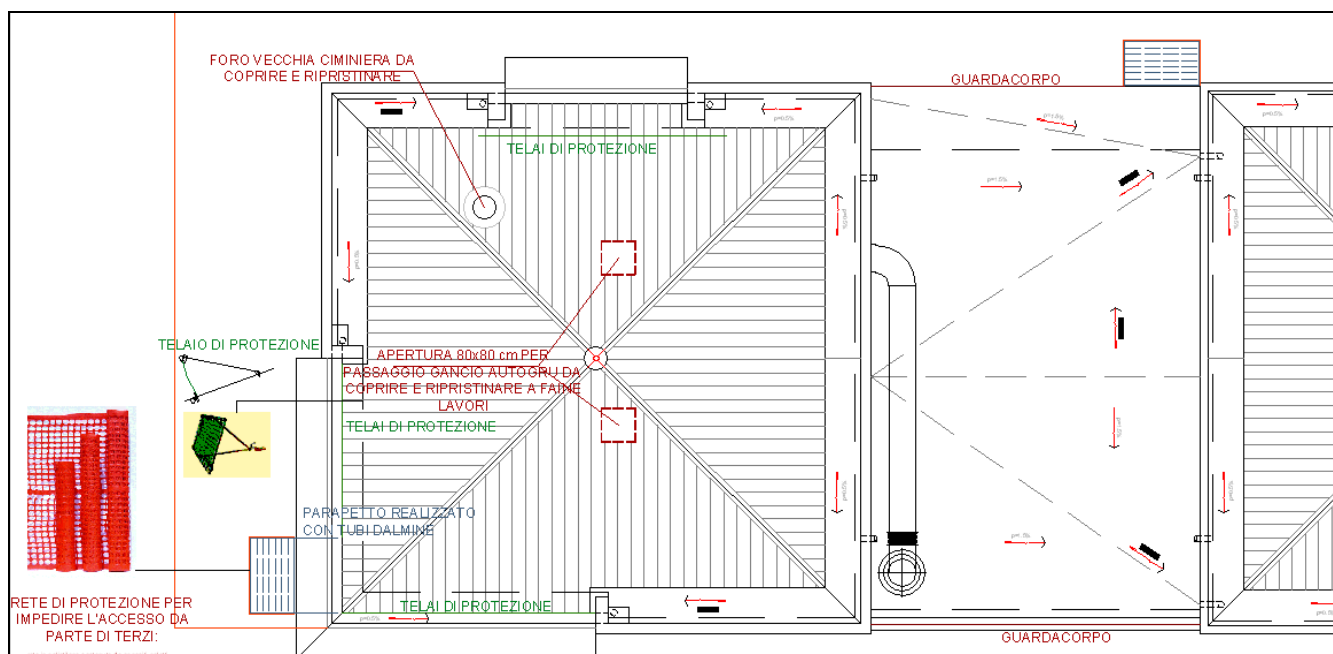 FORO VECCHIA CIMINIERA DA
COPRIRE E RIPRISTINARE
GUARDACORPO
TELAI DI PROTEZIONE
TELAIO DI PROTEZIONE
APERTURA 80x80 cm PER
PASSAGGIO GANCIO AUTOGRU DA
COPRIRE E RIPRISTINARE A FAINE
LAVORI
TELAI DI PROTEZIONE
PARAPETTO REALIZZATO
CON TUBI DALMINE
RETE DI PROTEZIONE PER
IMPEDIRE L'ACCESSO DA
PARTE DI TERZI:
TELAI DI PROTEZIONE
GUARDACORPO